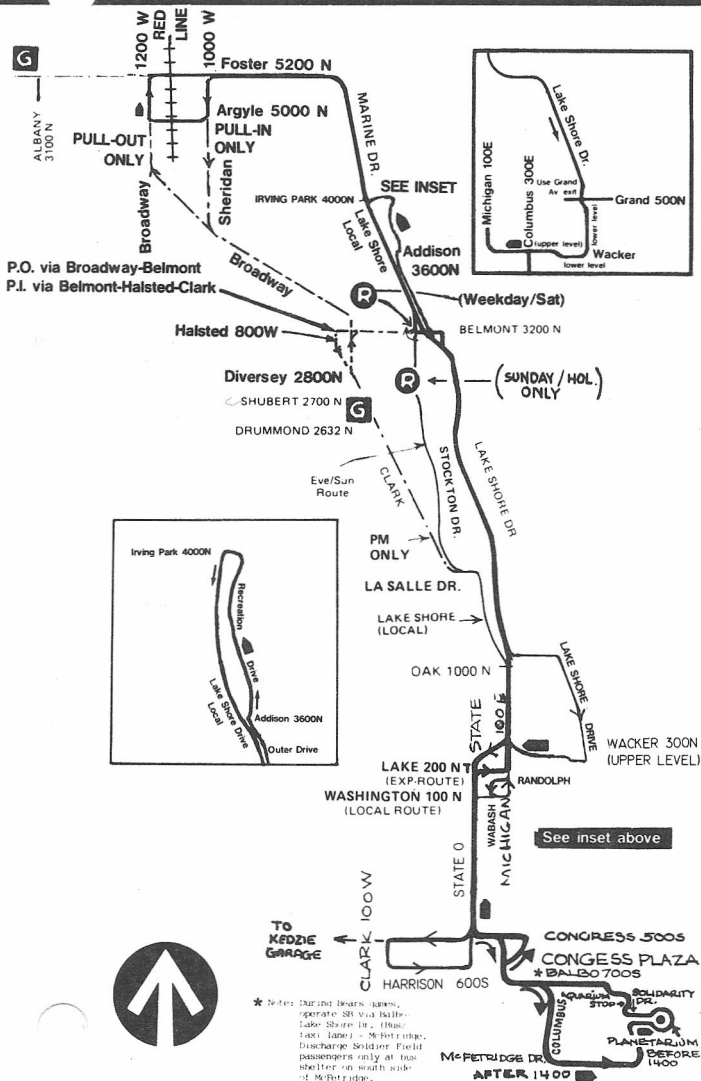 G
1200 W
RED
LINE
1000 W
Foster 5200 N
ALBANY
3100 N
Argyle 5000 N
PULL-OUT
ONLY
PULL-IN
ONLY
Broadway
Sheridan
MARINE DR.
SEE INSET
IRVING PARK 4000N
Lake Shore
Local
Addison
3600N
Michigan 100E
Columbus 300E
Lake Shore Dr.
Use Grand
Av exit
Grand 500N
lower level
(upper level)
Wacker
lower level
P.O. via Broadway-Belmont
P.I. via Belmont-Halsted-Clark
Broadway
R
(Weekday/Sat)
Halsted 800W
BELMONT 3200 N
Diversey 2800N
R
(SUNDAY/HOL.
ONLY
SHUBERT 2700 N
G
DRUMMOND 2632 N
Eve/Sun
Route
CLARK
STOCKTON DR.
LAKE SHORE DR
PM
ONLY
LA SALLE DR.
LAKE SHORE
(LOCAL)
Irving Park 4000N
Recreation
Drive
Lake Shore Drive
Local
Addison 3600N
Outer Drive
OAK 1000 N
LAKE SHORE
DRIVE
STATE
100E
WACKER 300N
(UPPER LEVEL)
LAKE 200 N
(EXP-ROUTE)
RANDOLPH
WASHINGTON 100 N
(LOCAL ROUTE)
WABASH
MICHIGAN
See inset above
STATE 0
CLARK 100W
TO
KEDZIE
GARAGE
HARRISON 600S
CONGRESS 500S
CONGESS PLAZA
* BALBO 700S
AQUARIUM
STOP
SOLIDARITY
DR.
COLUMBUS
PLANETARIUM
BEFORE
1400
McFETRIDGE DR.
AFTER 1400
* Note: During Bears games,
operate SB via Balbo-
Lake Shore Dr. (Bus/
taxi lane) - McFetridge.
Discharge Soldier Field
passengers only at bus
shelter on south side
of McFetridge.